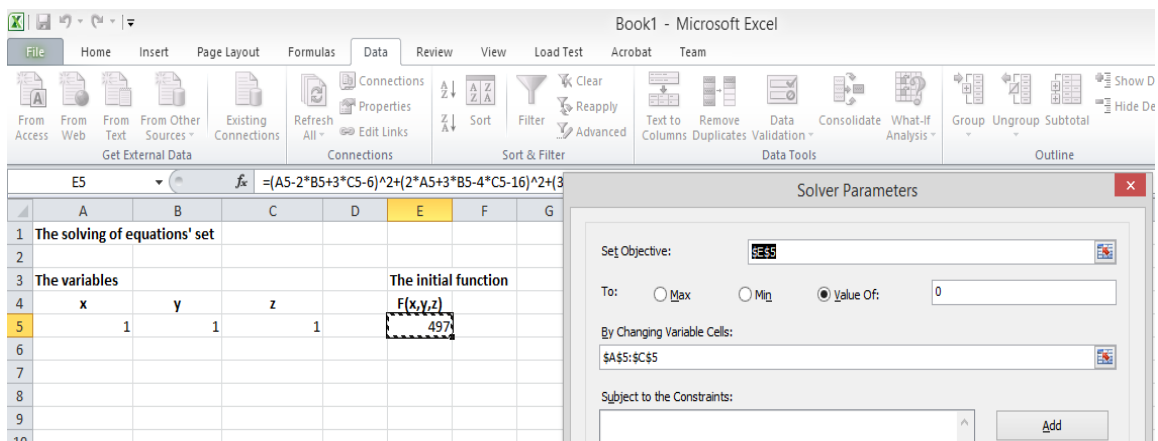 Book1 - Microsoft Excel
File Home Insert Page Layout Formulas Data Review View Load Test Acrobat Team
From Access
From Web
From Text
From Other Sources
Existing Connections
Get External Data
Refresh All
Connections
Properties
Edit Links
Connections
A Z
Z A
Sort
Filter
Clear
Reapply
Advanced
Sort & Filter
Text to Columns
Remove Duplicates
Data Validation
Consolidate
What-If Analysis
Data Tools
Group
Ungroup
Subtotal
Show D
Hide De
Outline
E5 fx =(A5-2*B5+3*C5-6)^2+(2*A5+3*B5-4*C5-16)^2+(3
A B C D E F G
1 The solving of equations' set
2
3 The variables The initial function
4 x y z F(x,y,z)
5 1 1 1 497
6
7
8
9
10
Solver Parameters
Set Objective: $E$5
To: Max Min Value Of: 0
By Changing Variable Cells:
$A$5:$C$5
Subject to the Constraints:
Add